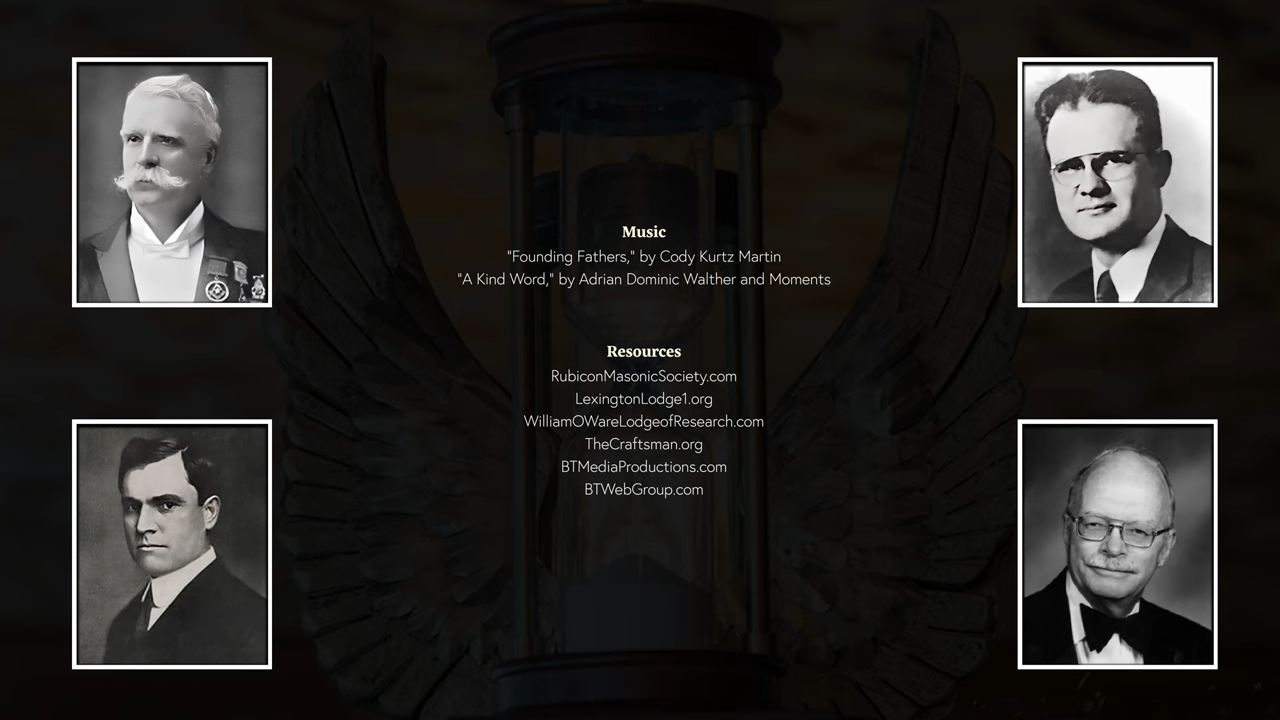 Music
"Founding Fathers," by Cody Kurtz Martin
"A Kind Word," by Adrian Dominic Walther and Moments
Resources
RubiconMasonicSociety.com
LexingtonLodge1.org
WilliamOWareLodgeofResearch.com
TheCraftsman.org
BTMediaProductions.com
BTWebGroup.com